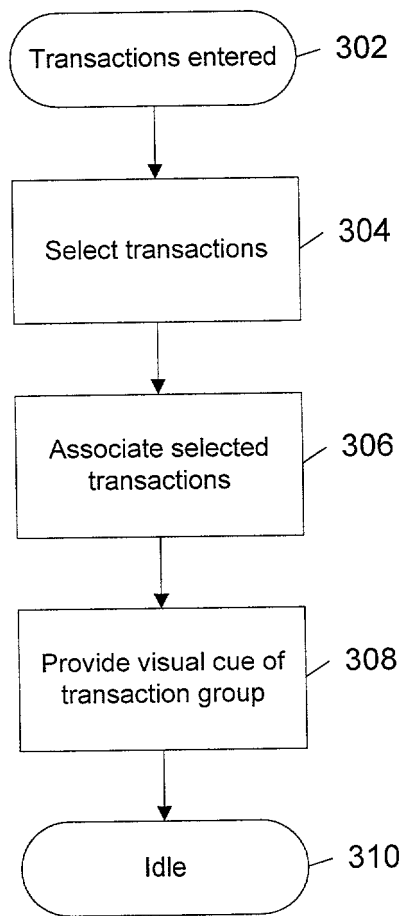 Transactions entered
302
Select transactions
304
Associate selected
transactions
306
Provide visual cue of
transaction group
308
Idle
310